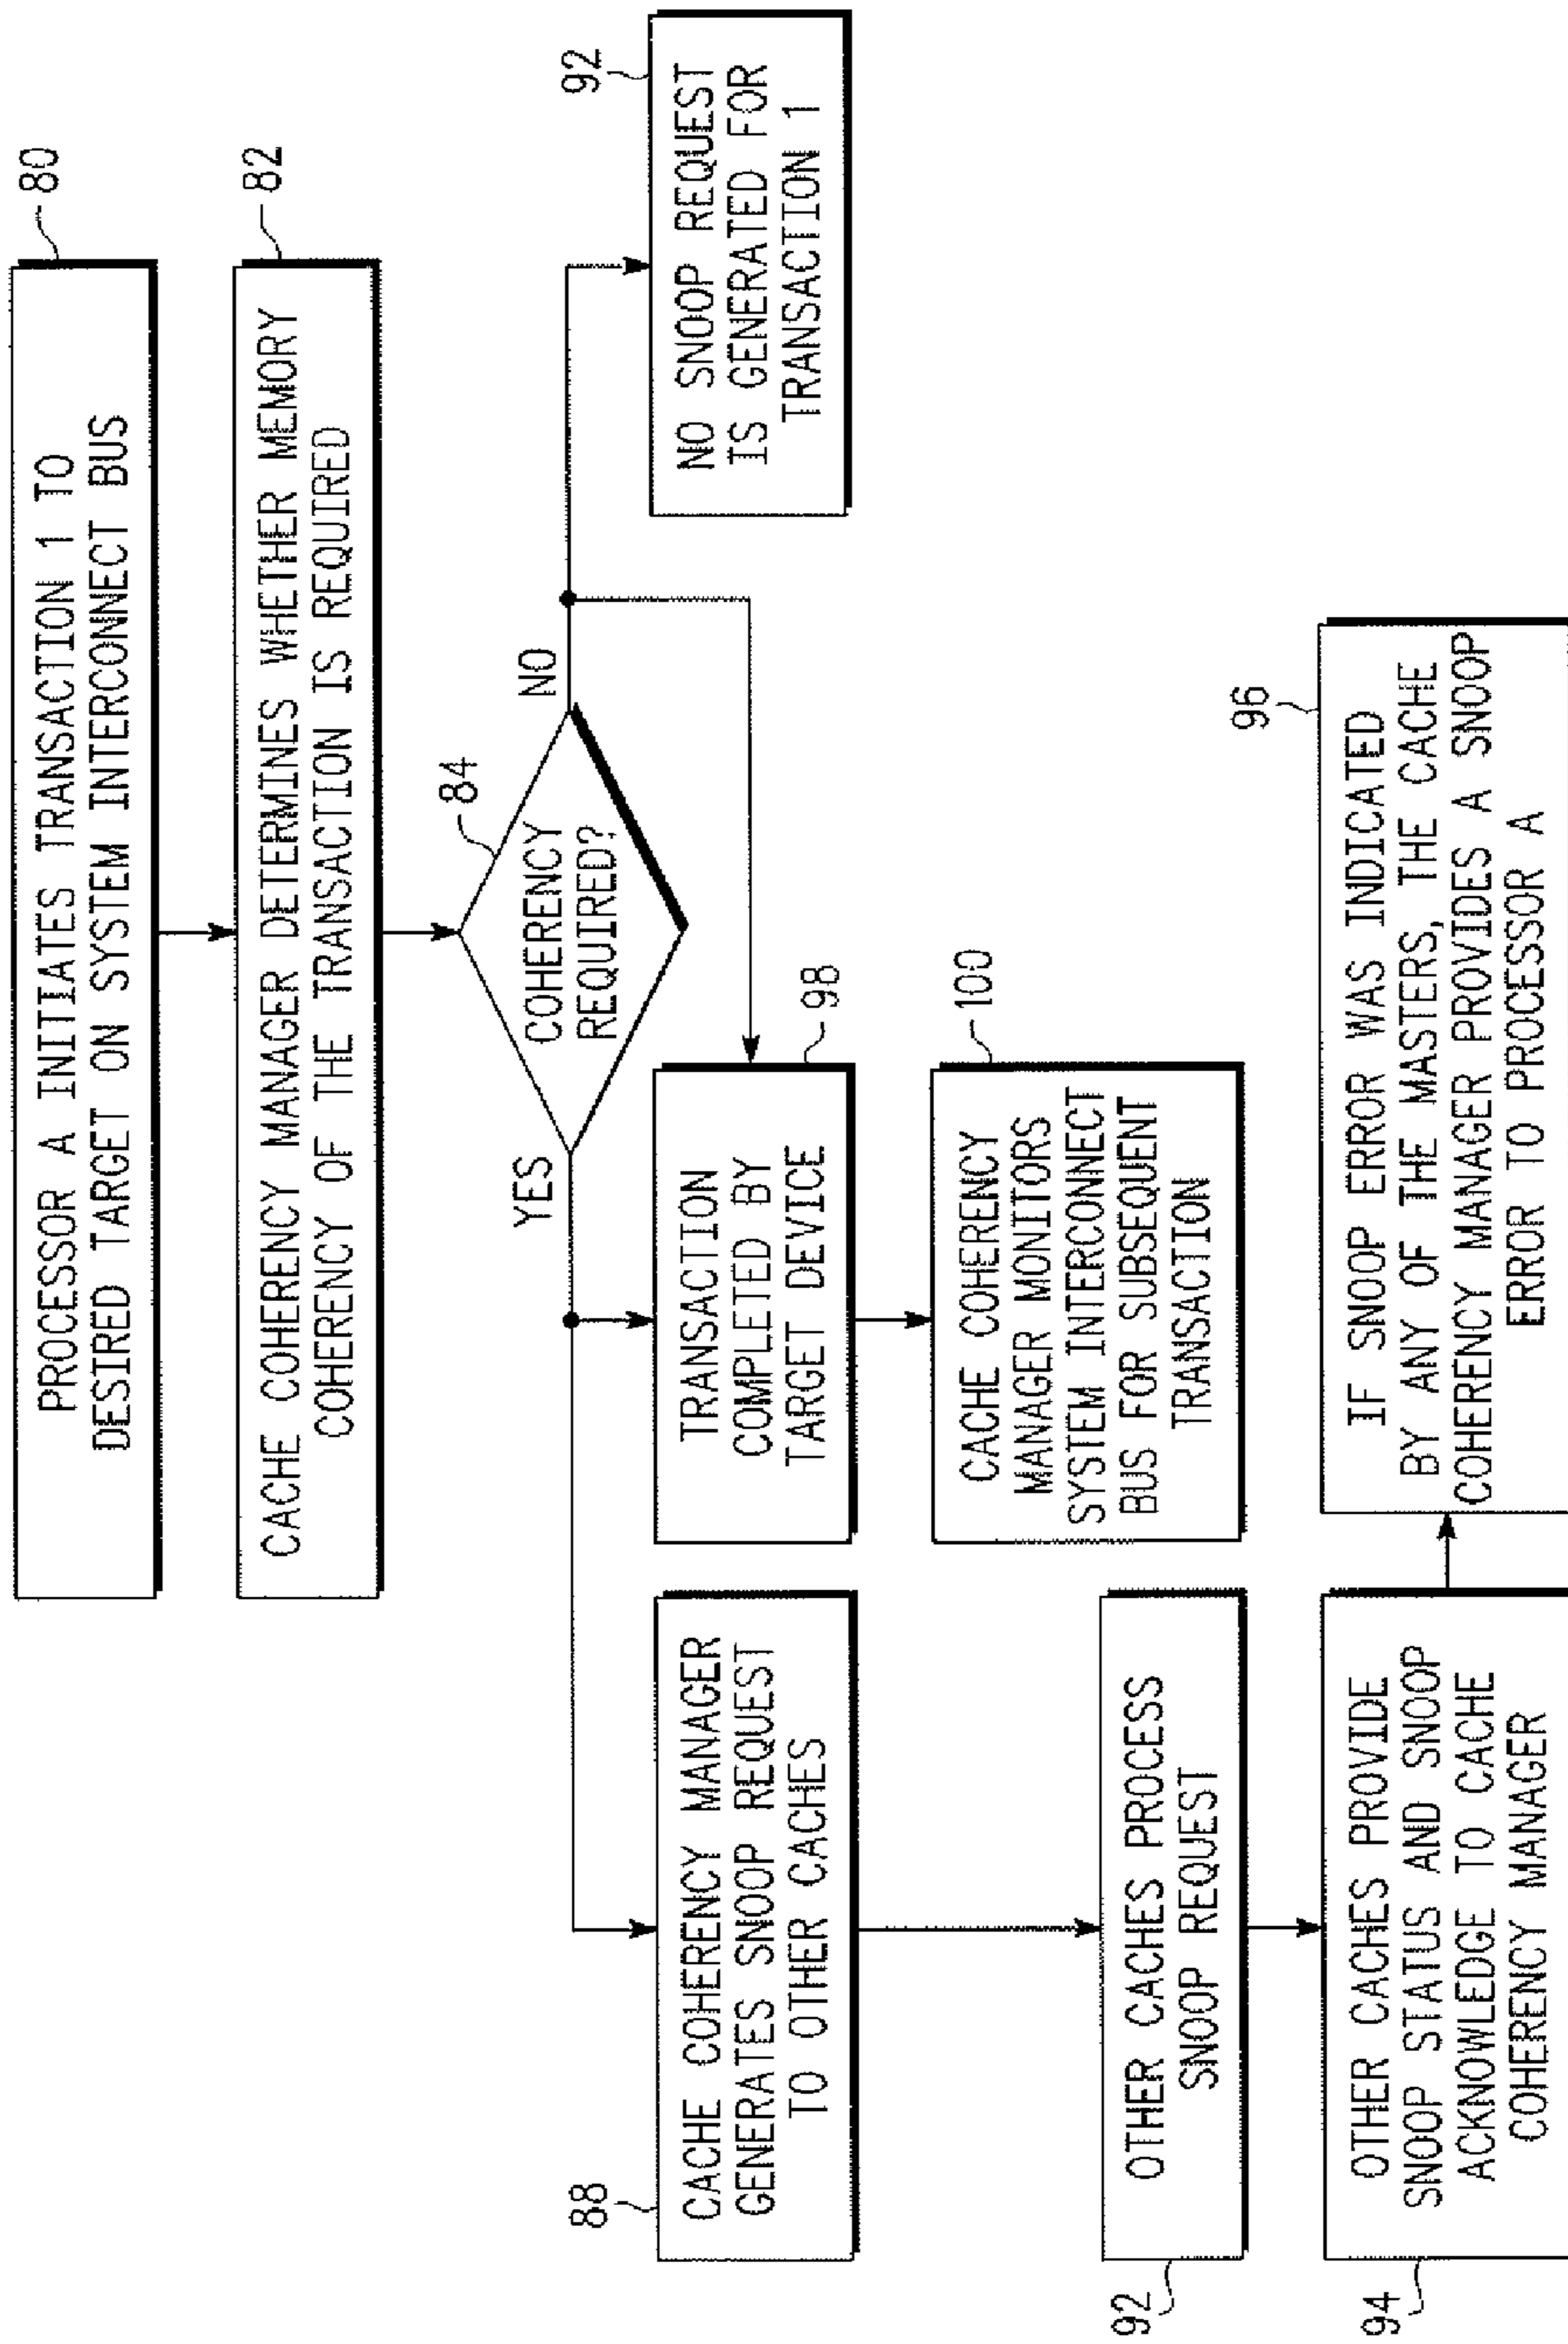 PROCESSOR A INITIATES TRANSACTION 1 TO
DESIRED TARGET ON SYSTEM INTERCONNECT BUS
80
CACHE COHERENCY MANAGER DETERMINES WHETHER MEMORY
COHERENCY OF THE TRANSACTION IS REQUIRED
82
84
COHERENCY
REQUIRED?
YES
NO
92
NO SNOOP REQUEST
IS GENERATED FOR
TRANSACTION 1
88
CACHE COHERENCY MANAGER
GENERATES SNOOP REQUEST
TO OTHER CACHES
TRANSACTION
COMPLETED BY
TARGET DEVICE
98
CACHE COHERENCY
MANAGER MONITORS
SYSTEM INTERCONNECT
BUS FOR SUBSEQUENT
TRANSACTION
100
92
OTHER CACHES PROCESS
SNOOP REQUEST
94
OTHER CACHES PROVIDE
SNOOP STATUS AND SNOOP
ACKNOWLEDGE TO CACHE
COHERENCY MANAGER
96
IF SNOOP ERROR WAS INDICATED
BY ANY OF THE MASTERS, THE CACHE
COHERENCY MANAGER PROVIDES A SNOOP
ERROR TO PROCESSOR A